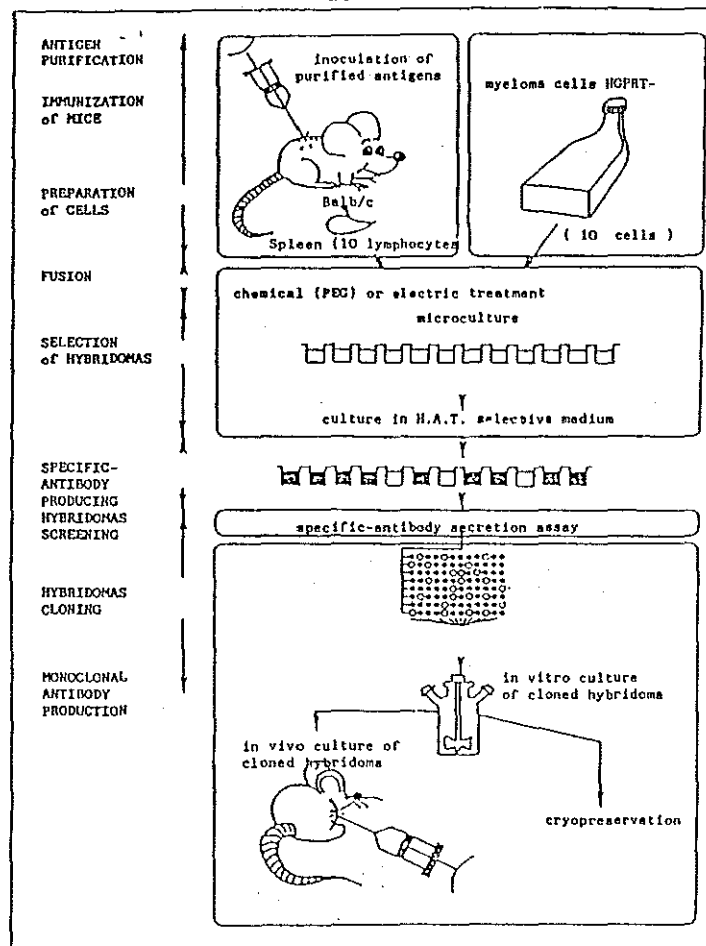 ANTIGEN
PURIFICATION
IMMUNIZATION
of MICE
PREPARATION
of CELLS
FUSION
SELECTION
of HYBRIDOMAS
SPECIFIC-
ANTIBODY
PRODUCING
HYBRIDOMAS
SCREENING
HYBRIDOMAS
CLONING
MONOCLONAL
ANTIBODY
PRODUCTION
inoculation of
purified antigens
Balb/c
Spleen (10 lymphocytes
myeloma cells HGPRT-
( 10 cells )
chemical (PEG) or electric treatment
microculture
culture in H.A.T. selective medium
specific-antibody secretion assay
in vitro culture
of cloned hybridoma
in vivo culture of
cloned hybridoma
cryopreservation